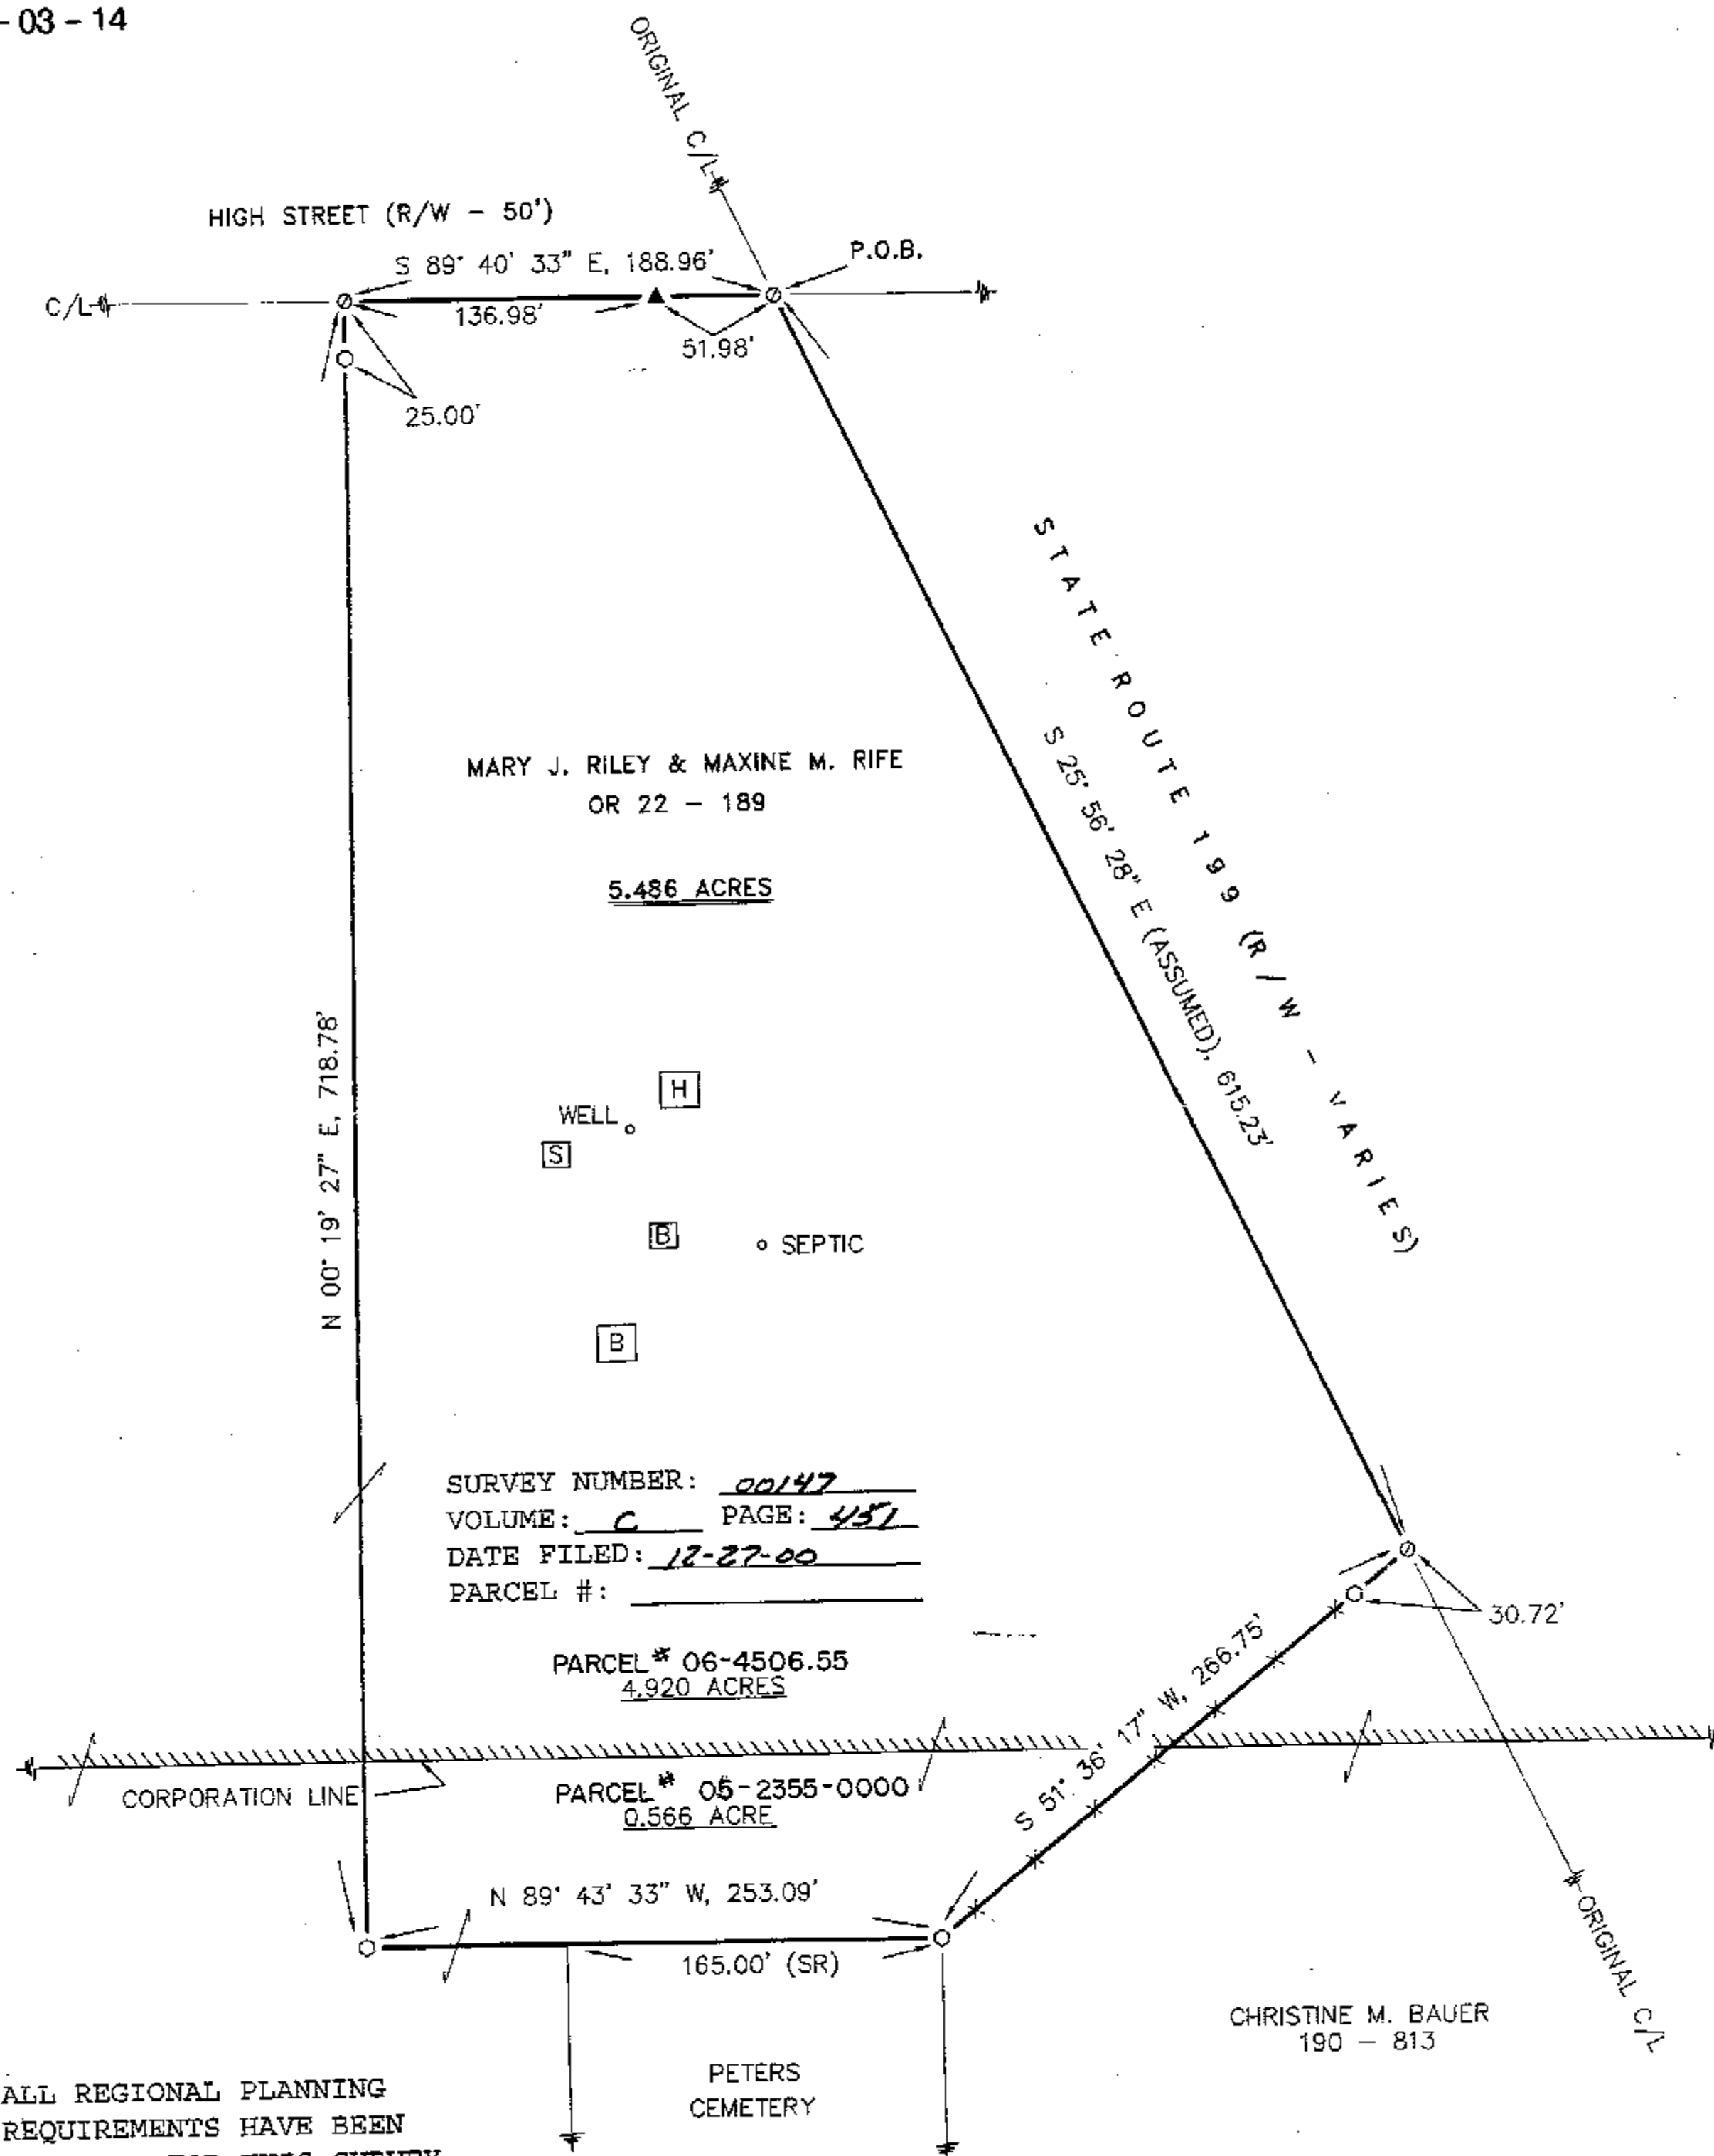 - 03 - 14
ORIGINAL C/L
HIGH STREET (R/W - 50')
S 89° 40' 33" E, 188.96'
P.O.B.
C/L
136.98'
51.98'
25.00'
STATE ROUTE 199 (R/W - VARIES)
S 25° 56' 28" E (ASSUMED), 615.23'
MARY J. RILEY & MAXINE M. RIFE
OR 22 - 189
5.486 ACRES
N 00° 19' 27" E, 718.78'
H
WELL
S
B
SEPTIC
B
SURVEY NUMBER: 00147
VOLUME: C PAGE: 451
DATE FILED: 12-27-00
PARCEL #:
30.72'
S 51° 36' 17" W, 266.75'
PARCEL # 06-4506.55
4.920 ACRES
CORPORATION LINE
PARCEL # 05-2355-0000
0.566 ACRE
N 89° 43' 33" W, 253.09'
165.00' (SR)
ORIGINAL C/L
CHRISTINE M. BAUER
190 - 813
PETERS
CEMETERY
ALL REGIONAL PLANNING
REQUIREMENTS HAVE BEEN
FOR THIS SURVEY